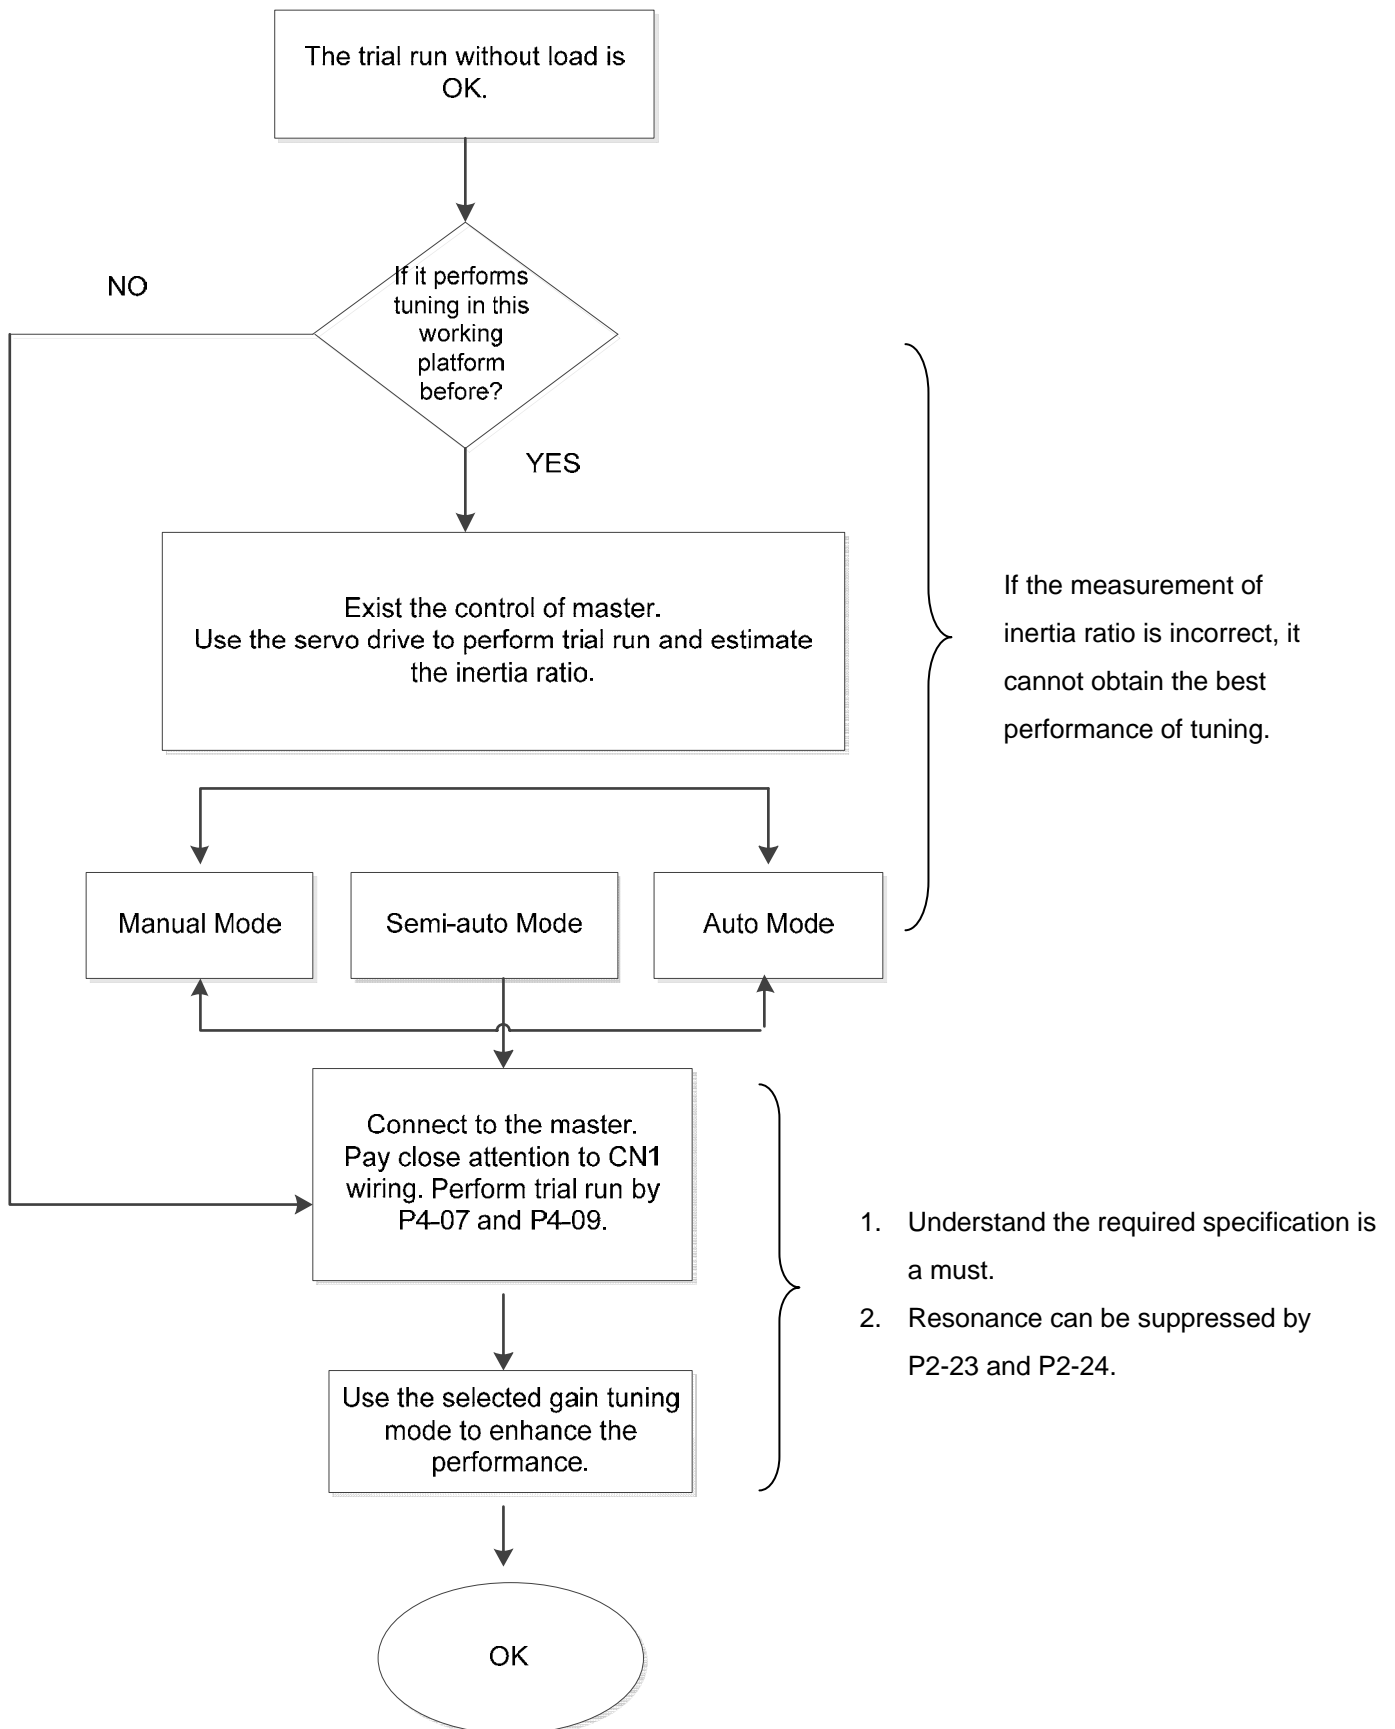 The trial run without load is
OK.
NO
If it performs
tuning in this
working
platform
before?
YES
Exist the control of master.
Use the servo drive to perform trial run and estimate
the inertia ratio.
If the measurement of
inertia ratio is incorrect, it
cannot obtain the best
performance of tuning.
Manual Mode
Semi-auto Mode
Auto Mode
Connect to the master.
Pay close attention to CN1
wiring. Perform trial run by
P4-07 and P4-09.
1. Understand the required specification is
a must.
2. Resonance can be suppressed by
P2-23 and P2-24.
Use the selected gain tuning
mode to enhance the
performance.
OK